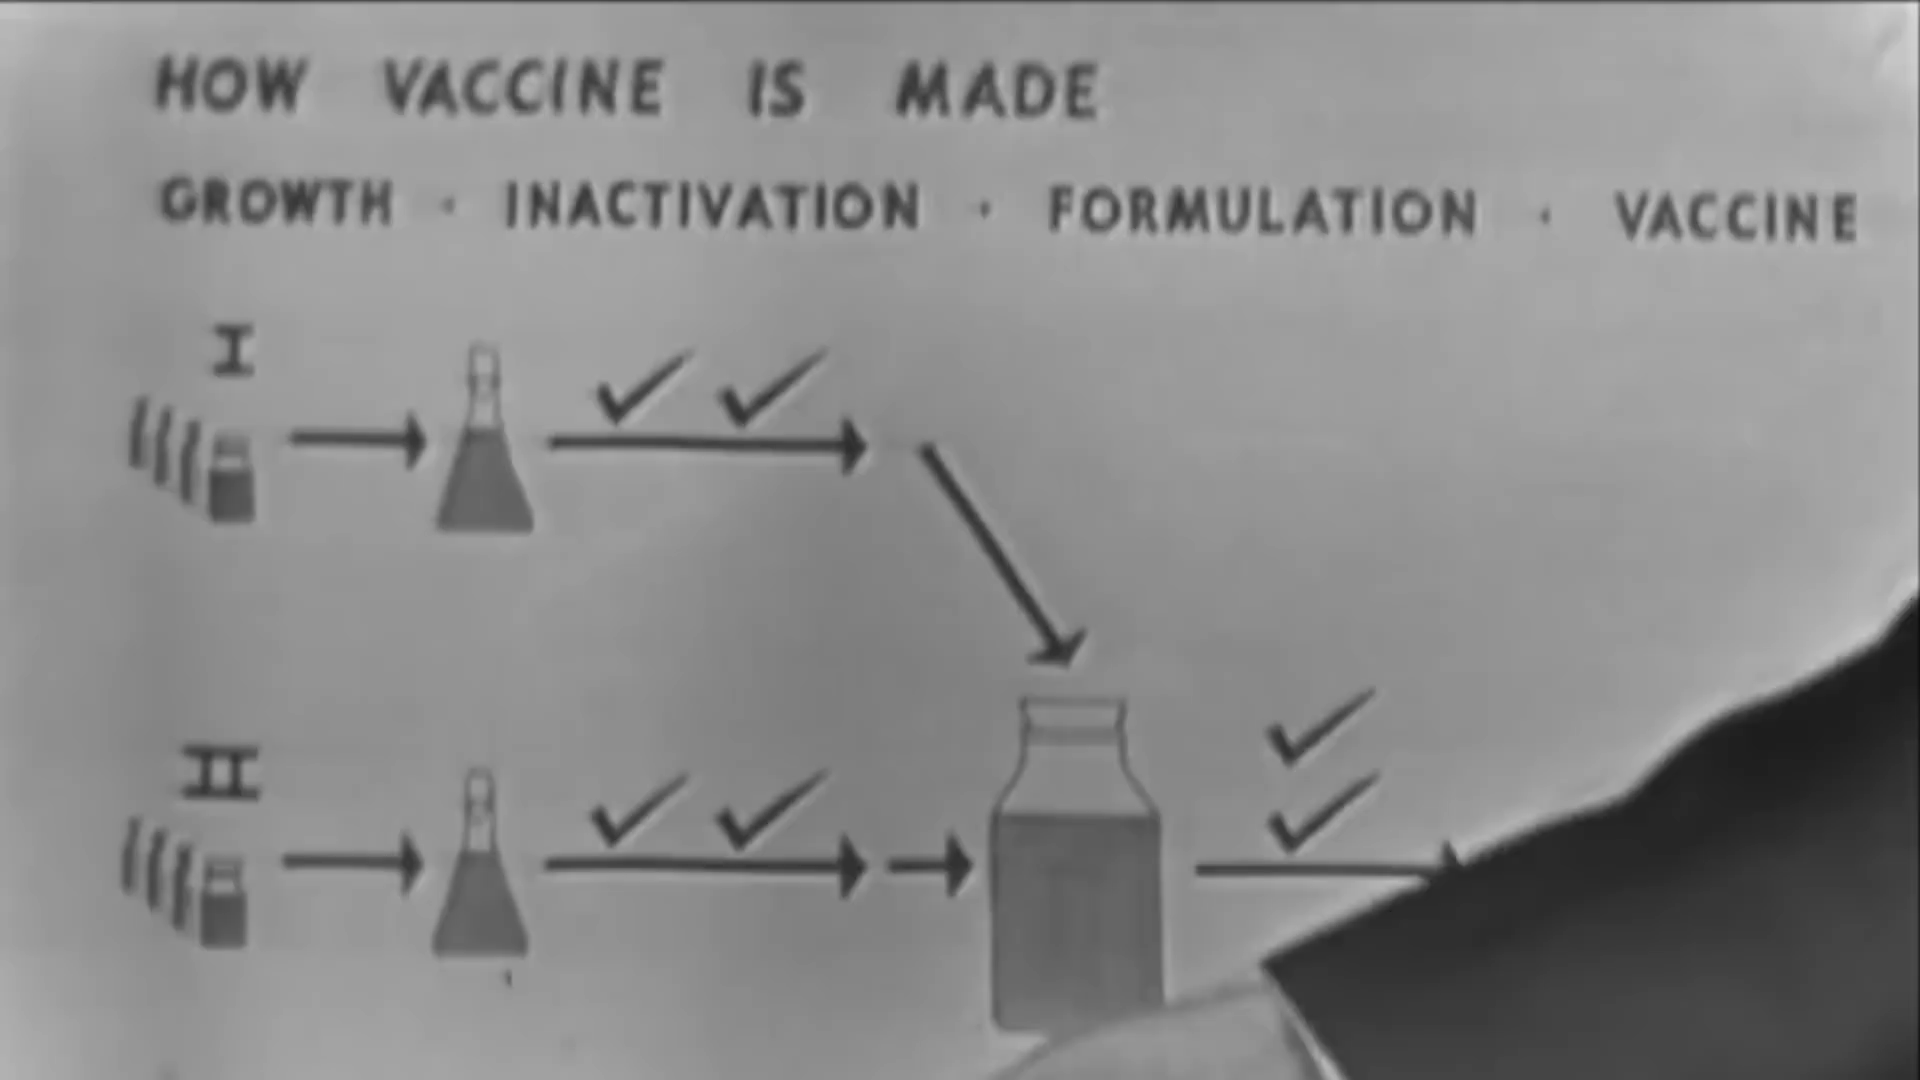 HOW VACCINE IS MADE
GROWTH · INACTIVATION · FORMULATION · VACCINE
I
II